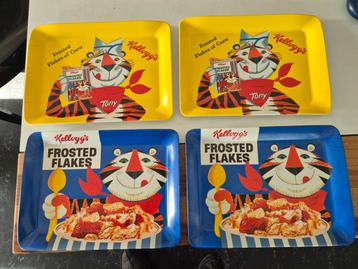 Frosted
Flakes of Corn
Kellogg's
Tony
Frosted
Flakes of Corn
Kellogg's
Tony
Kellogg's
FROSTED
FLAKES
Kellogg's
FROSTED
FLAKES